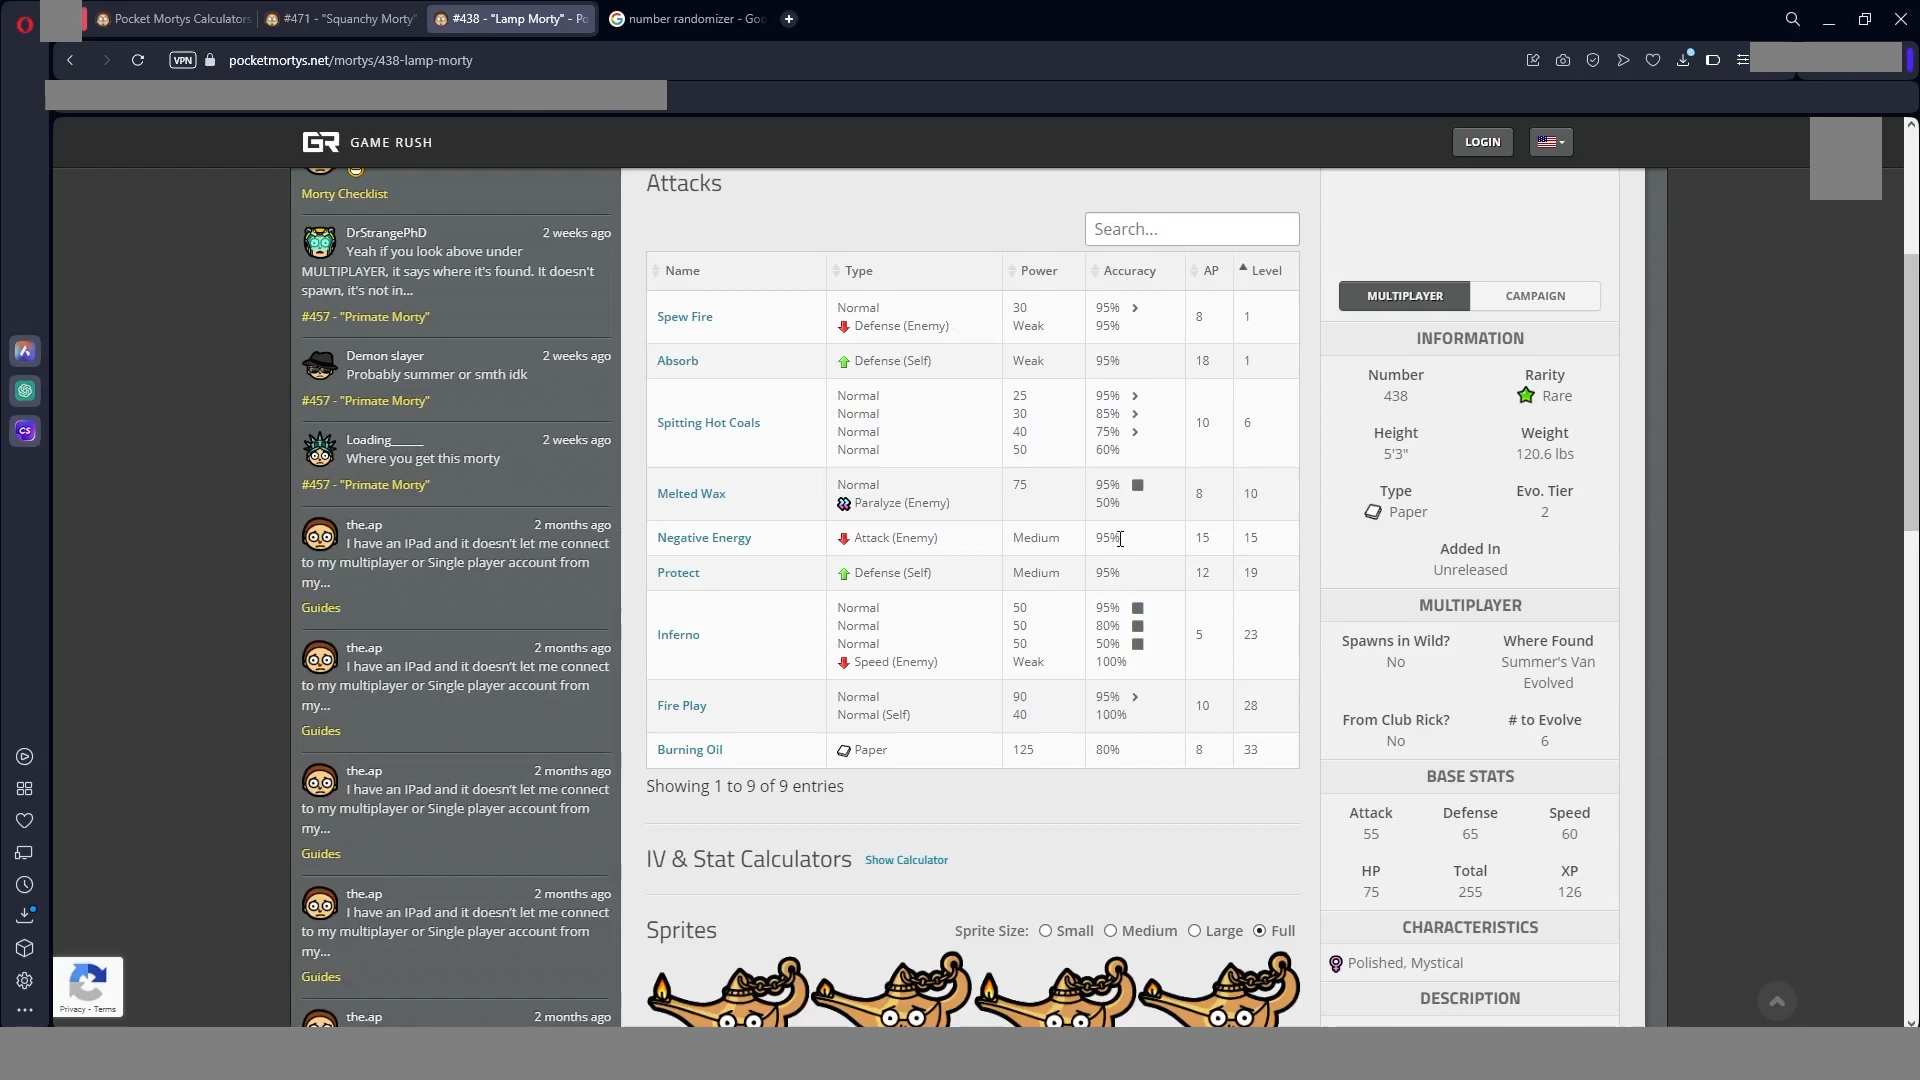 Pocket Mortys Calculators
#471 - "Squanchy Morty"
#438 - "Lamp Morty" - Po
number randomizer - Goo
VPN
pocketmortys.net/mortys/438-lamp-morty
GR GAME RUSH
LOGIN
Morty Checklist
DrStrangePhD 2 weeks ago
Yeah if you look above under
MULTIPLAYER, it says where it's found. It doesn't
spawn, it's not in...
#457 - "Primate Morty"
Demon slayer 2 weeks ago
Probably summer or smth idk
#457 - "Primate Morty"
Loading_____ 2 weeks ago
Where you get this morty
#457 - "Primate Morty"
the.ap 2 months ago
I have an IPad and it doesn't let me connect
to my multiplayer or Single player account from
my...
Guides
the.ap 2 months ago
I have an IPad and it doesn't let me connect
to my multiplayer or Single player account from
my...
Guides
the.ap 2 months ago
I have an IPad and it doesn't let me connect
to my multiplayer or Single player account from
my...
Guides
the.ap 2 months ago
I have an IPad and it doesn't let me connect
to my multiplayer or Single player account from
my...
Guides
the.ap 2 months ago
Privacy - Terms
CS
Attacks
Search...
Name Type Power Accuracy AP Level
Spew Fire Normal 30 95% 8 1
Defense (Enemy) Weak 95%
Absorb Defense (Self) Weak 95% 18 1
Normal 25 95%
Normal 30 85%
Spitting Hot Coals 10 6
Normal 40 75%
Normal 50 60%
Melted Wax Normal 75 95% 8 10
Paralyze (Enemy) 50%
Negative Energy Attack (Enemy) Medium 95% 15 15
Protect Defense (Self) Medium 95% 12 19
Normal 50 95%
Normal 50 80%
Inferno 5 23
Normal 50 50%
Speed (Enemy) Weak 100%
Fire Play Normal 90 95% 10 28
Normal (Self) 40 100%
Burning Oil Paper 125 80% 8 33
Showing 1 to 9 of 9 entries
IV & Stat Calculators Show Calculator
Sprites Sprite Size: Small Medium Large Full
MULTIPLAYER CAMPAIGN
INFORMATION
Number Rarity
438 Rare
Height Weight
5'3" 120.6 lbs
Type Evo. Tier
Paper 2
Added In
Unreleased
MULTIPLAYER
Spawns in Wild? Where Found
No Summer's Van
Evolved
From Club Rick? # to Evolve
No 6
BASE STATS
Attack Defense Speed
55 65 60
HP Total XP
75 255 126
CHARACTERISTICS
Polished, Mystical
DESCRIPTION